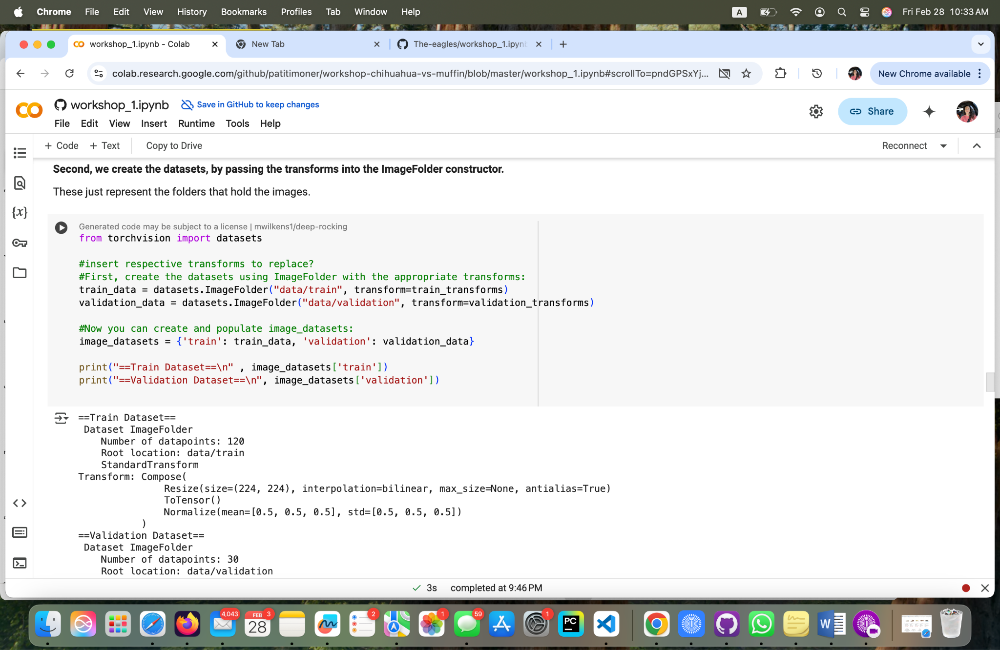 Chrome File Edit View History Bookmarks Profiles Tab Window Help A Fri Feb 28 10:33 AM
workshop_1.ipynb - Colab New Tab The-eagles/workshop_1.ipyn
colab.research.google.com/github/patitimoner/workshop-chihuahua-vs-muffin/blob/master/workshop_1.ipynb#scrollTo=pndGPSxYj... New Chrome available
workshop_1.ipynb Save in GitHub to keep changes
Share
File Edit View Insert Runtime Tools Help
+ Code + Text Copy to Drive Reconnect
Second, we create the datasets, by passing the transforms into the ImageFolder constructor.
These just represent the folders that hold the images.
{x}
Generated code may be subject to a license | mwilkens1/deep-rocking
from torchvision import datasets
#insert respective transforms to replace?
#First, create the datasets using ImageFolder with the appropriate transforms:
train_data = datasets.ImageFolder("data/train", transform=train_transforms)
validation_data = datasets.ImageFolder("data/validation", transform=validation_transforms)
#Now you can create and populate image_datasets:
image_datasets = {'train': train_data, 'validation': validation_data}
print("==Train Dataset==\n" , image_datasets['train'])
print("==Validation Dataset==\n", image_datasets['validation'])
==Train Dataset==
Dataset ImageFolder
Number of datapoints: 120
Root location: data/train
StandardTransform
Transform: Compose(
Resize(size=(224, 224), interpolation=bilinear, max_size=None, antialias=True)
ToTensor()
Normalize(mean=[0.5, 0.5, 0.5], std=[0.5, 0.5, 0.5])
)
==Validation Dataset==
Dataset ImageFolder
Number of datapoints: 30
Root location: data/validation
3s completed at 9:46 PM
4,043 FEB 3 28 2 1 59 1 PC W